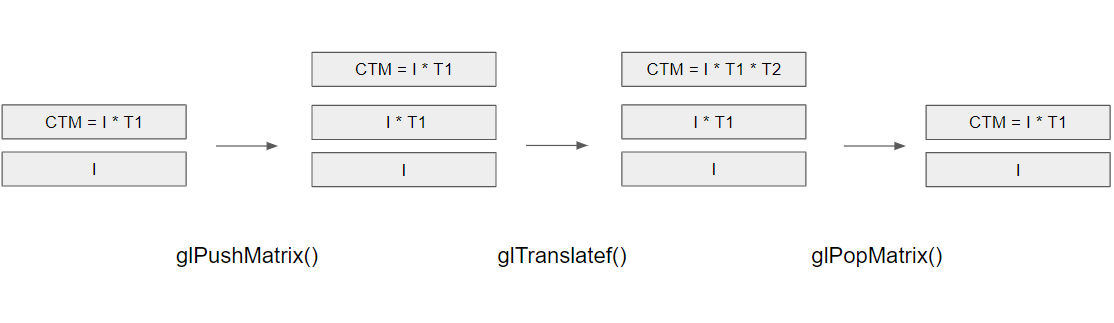 CTM = I * T1
I
CTM = I * T1
I * T1
I
CTM = I * T1 * T2
I * T1
I
CTM = I * T1
I
glPushMatrix()
glTranslatef()
glPopMatrix()